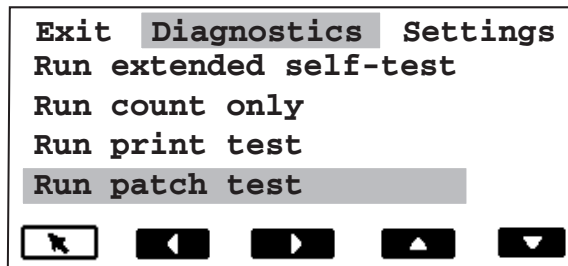 Exit Diagnostics Settings
Run extended self-test
Run count only
Run print test
Run patch test